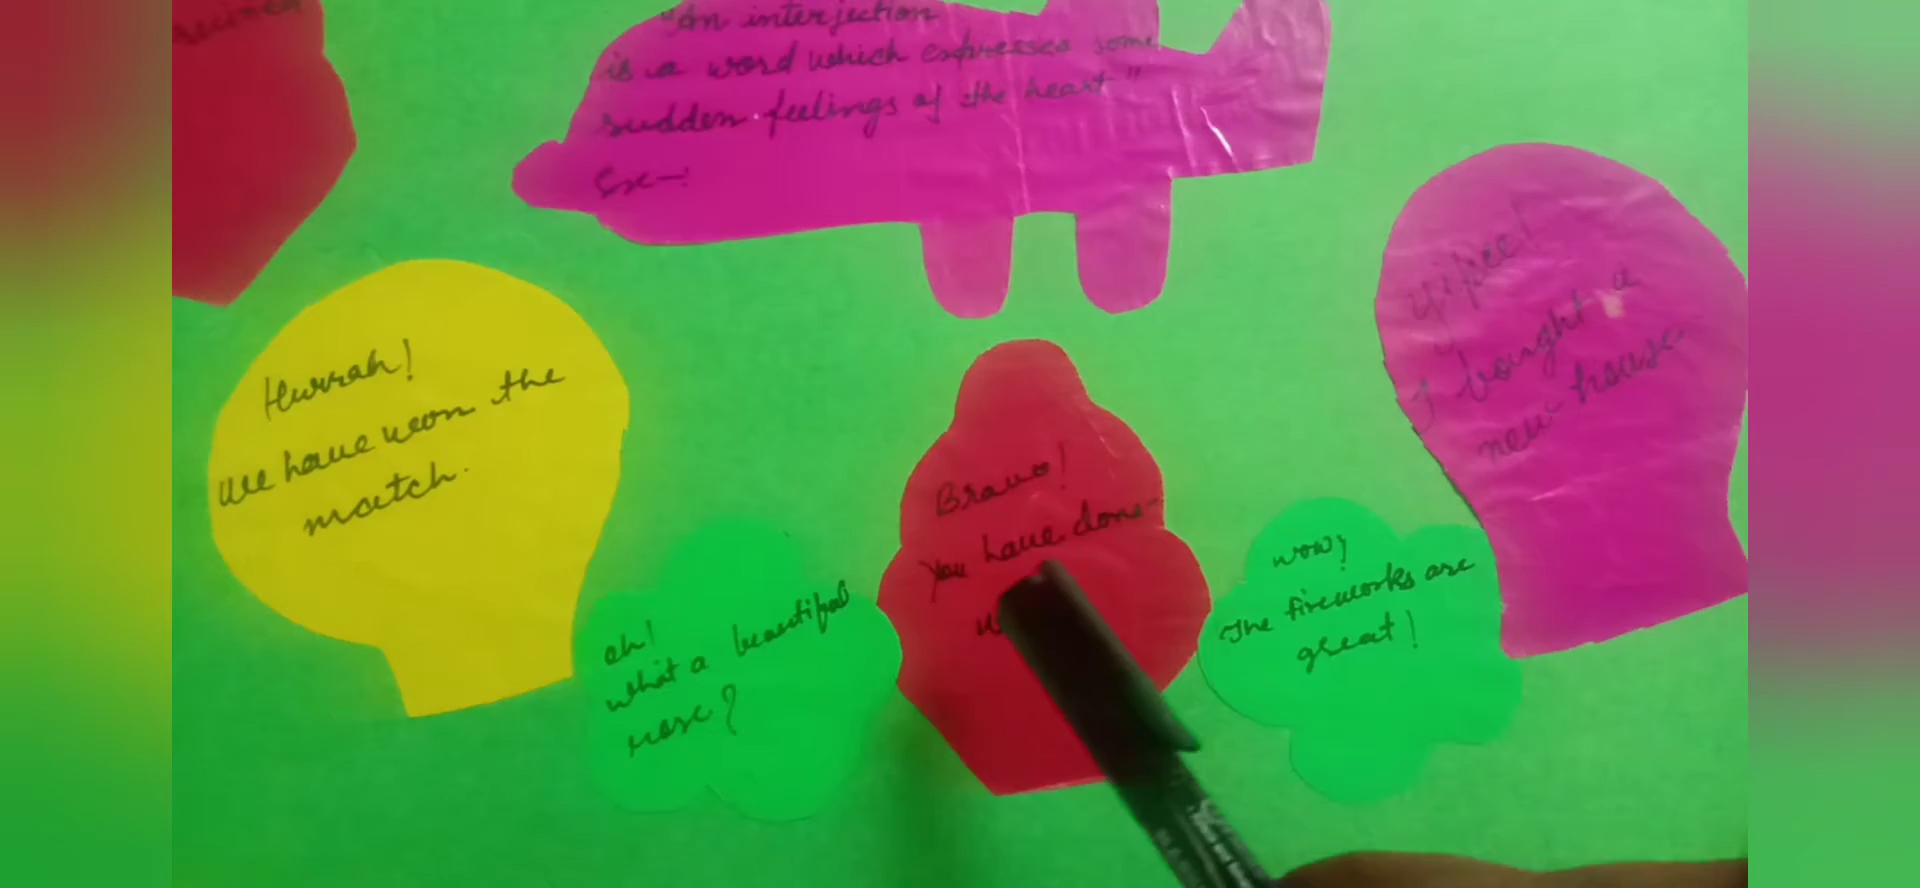 "An interjection
is a word which expresses some
sudden feelings of the heart"
Ex-:
Hurrah!
We have won the
match.
oh!
What a beautiful
rose?
Bravo!
You have done-
yipee!
I bought a
new house.
wow?
The fireworks are
great!